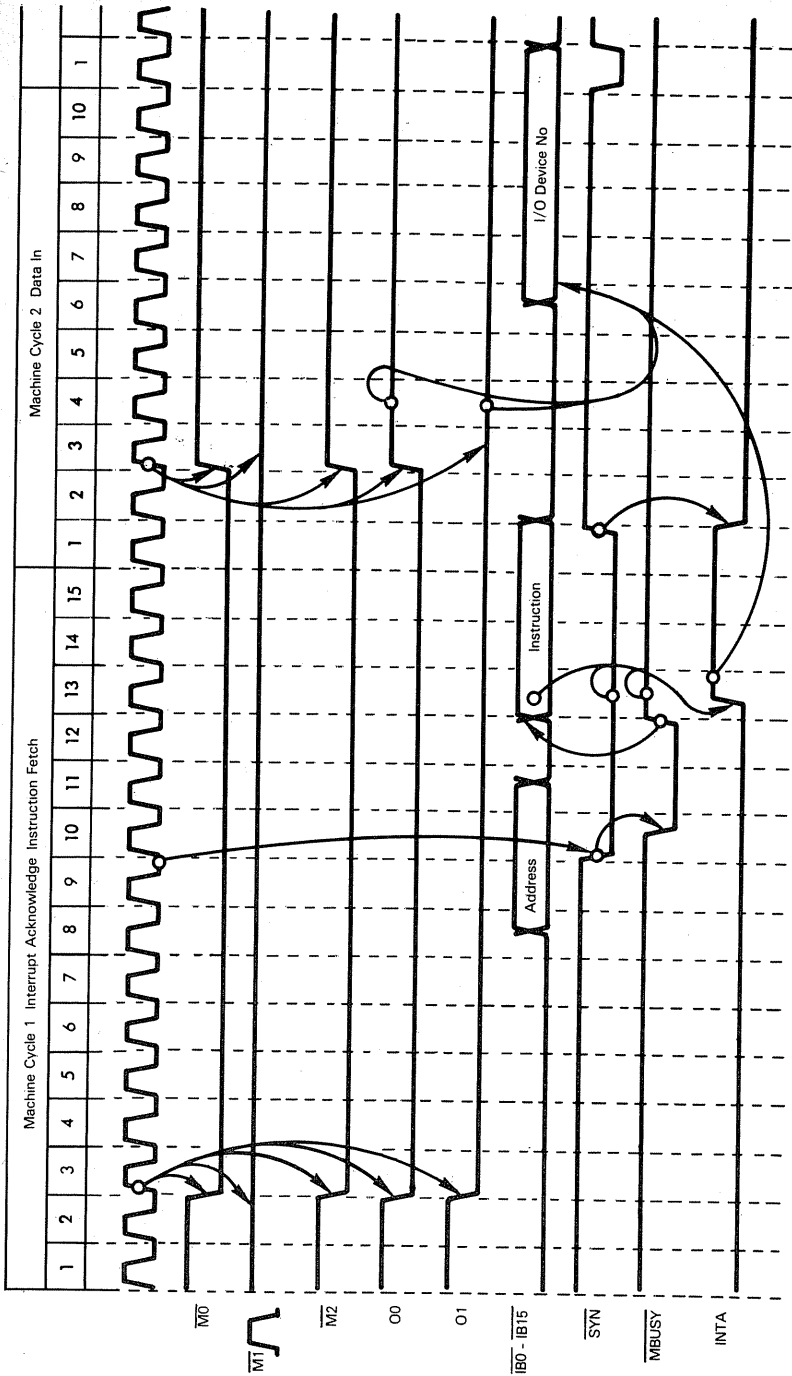 Machine Cycle 1 Interrupt Acknowledge Instruction Fetch
Machine Cycle 2 Data In
1 2 3 4 5 6 7 8 9 10 11 12 13 14 15 1 2 3 4 5 6 7 8 9 10 1
M0
M1
M2
O0
O1
IB0 - IB15
Address
Instruction
I/O Device No
SYN
MBUSY
INTA